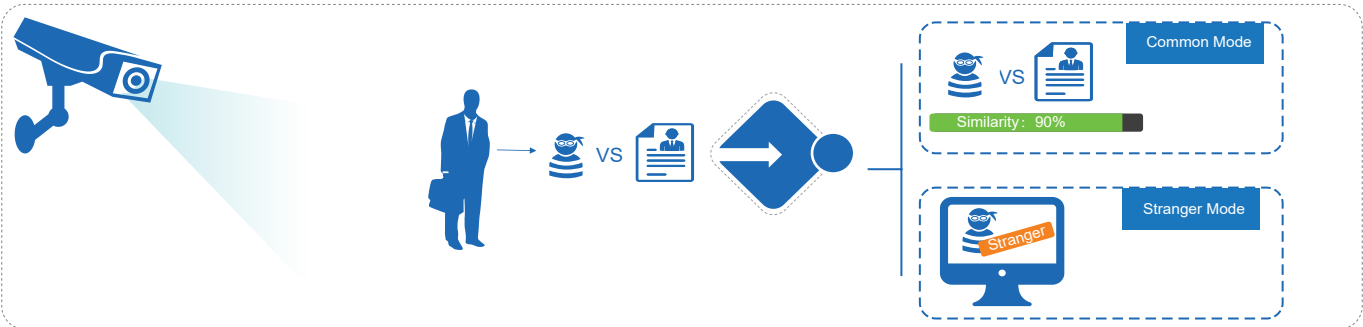 VS
Common Mode
VS
Similarity： 90%
Stranger Mode
Stranger